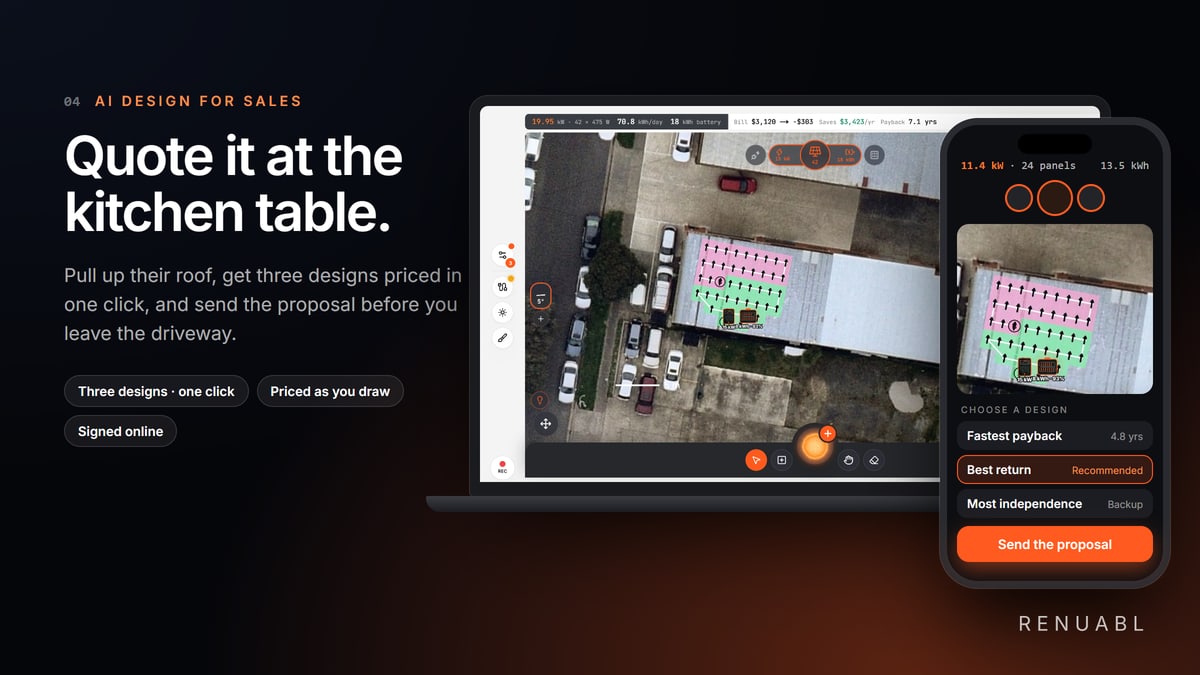 04 AI DESIGN FOR SALES
Quote it at the
kitchen table.
Pull up their roof, get three designs priced in
one click, and send the proposal before you
leave the driveway.
Three designs · one click
Priced as you draw
Signed online
19.95 kW · 42 × 475 W 70.8 kWh/day 18 kWh battery Bill $3,120 → -$303 Saves $3,423/yr Payback 7.1 yrs
42
3
5°
REC
11.4 kW · 24 panels 13.5 kWh
CHOOSE A DESIGN
Fastest payback 4.8 yrs
Best return Recommended
Most independence Backup
Send the proposal
RENUABL